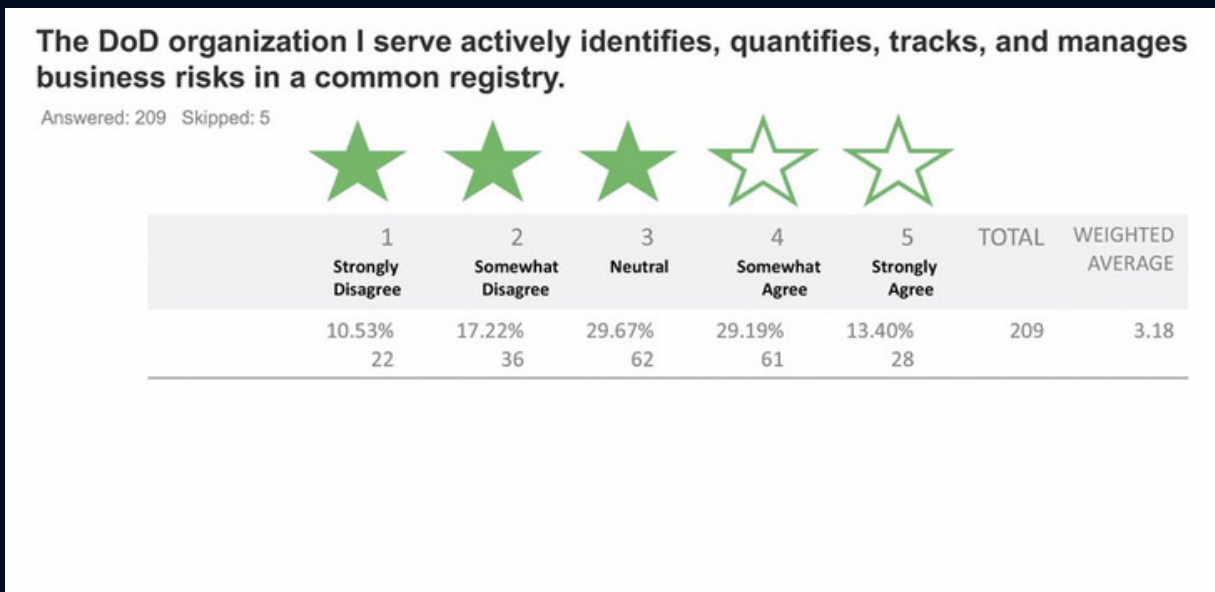 The DoD organization I serve actively identifies, quantifies, tracks, and manages
business risks in a common registry.
Answered: 209 Skipped: 5
1 2 3 4 5 TOTAL WEIGHTED AVERAGE
Strongly Disagree Somewhat Disagree Neutral Somewhat Agree Strongly Agree
10.53% 17.22% 29.67% 29.19% 13.40% 209 3.18
22 36 62 61 28